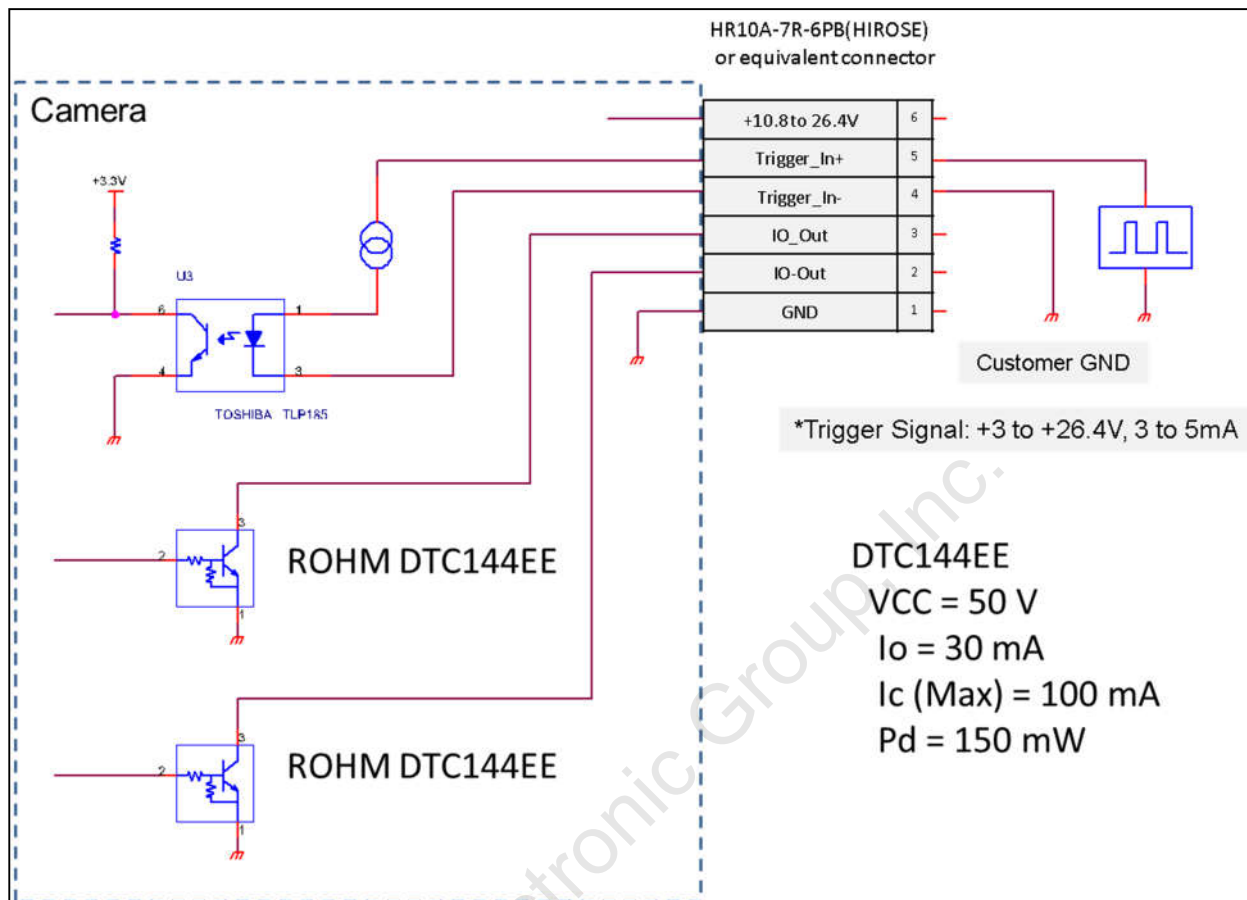 HR10A-7R-6PB(HIROSE)
or equivalent connector
Camera
+10.8 to 26.4V 6
Trigger_In+ 5
Trigger_In- 4
IO_Out 3
IO-Out 2
GND 1
+3.3V
U3
6
1
4
3
TOSHIBA TLP185
Customer GND
*Trigger Signal: +3 to +26.4V, 3 to 5mA
3
2
ROHM DTC144EE
1
3
2
ROHM DTC144EE
1
DTC144EE
VCC = 50 V
Io = 30 mA
Ic (Max) = 100 mA
Pd = 150 mW
stronic Group, Inc.